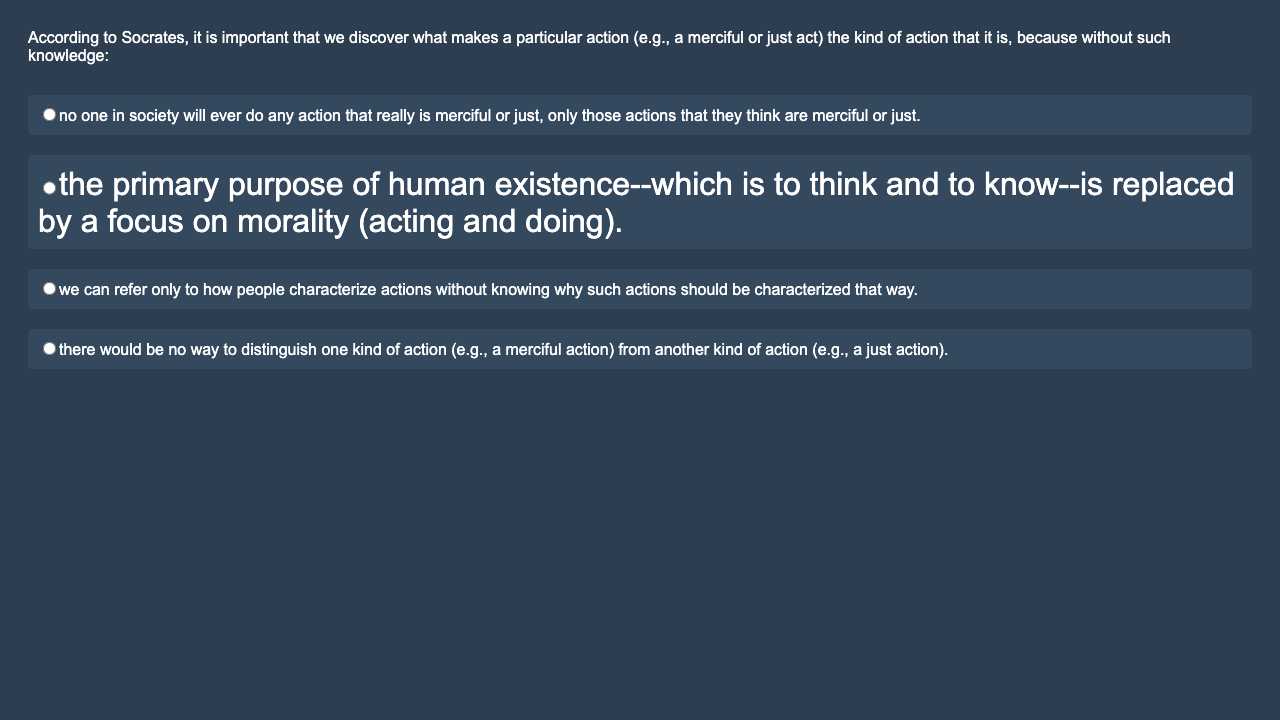 According to Socrates, it is important that we discover what makes a particular action (e.g., a merciful or just act) the kind of action that it is, because without such
knowledge:
no one in society will ever do any action that really is merciful or just, only those actions that they think are merciful or just.
the primary purpose of human existence--which is to think and to know--is replaced
by a focus on morality (acting and doing).
we can refer only to how people characterize actions without knowing why such actions should be characterized that way.
there would be no way to distinguish one kind of action (e.g., a merciful action) from another kind of action (e.g., a just action).